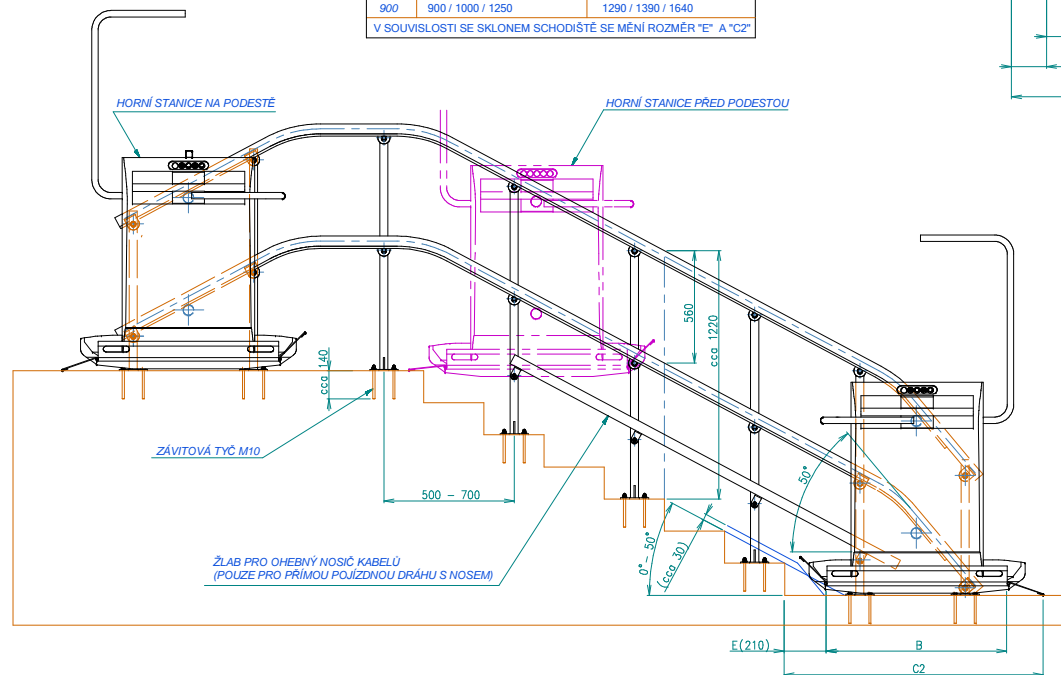 900 900 / 1000 / 1250 1290 / 1390 / 1640
V SOUVISLOSTI SE SKLONEM SCHODIŠTĚ SE MĚNÍ ROZMĚR "E" A "C2"
HORNÍ STANICE NA PODESTĚ
HORNÍ STANICE PŘED PODESTOU
560
cca 1220
cca 140
ZÁVITOVÁ TYČ M10
500 - 700
50°
0° - 50°
(cca 30)
ŽLAB PRO OHEBNÝ NOSIČ KABELŮ
(POUZE PRO PŘÍMOU POJÍZDNOU DRÁHU S NOSEM)
E(210)
B
C2